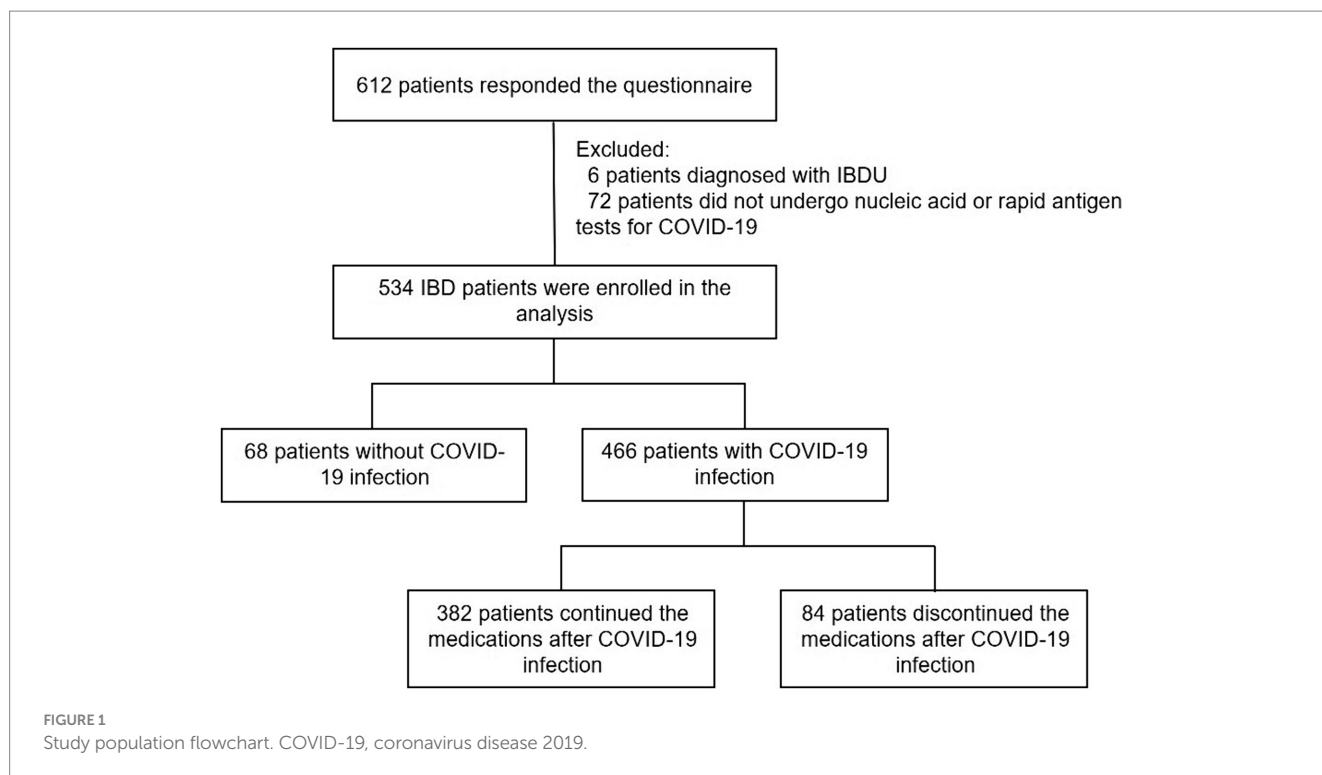 612 patients responded the questionnaire
Excluded:
6 patients diagnosed with IBDU
72 patients did not undergo nucleic acid or rapid antigen
tests for COVID-19
534 IBD patients were enrolled in the
analysis
68 patients without COVID-
19 infection
466 patients with COVID-19
infection
382 patients continued the
medications after COVID-19
infection
84 patients discontinued the
medications after COVID-19
infection
FIGURE 1
Study population flowchart. COVID-19, coronavirus disease 2019.